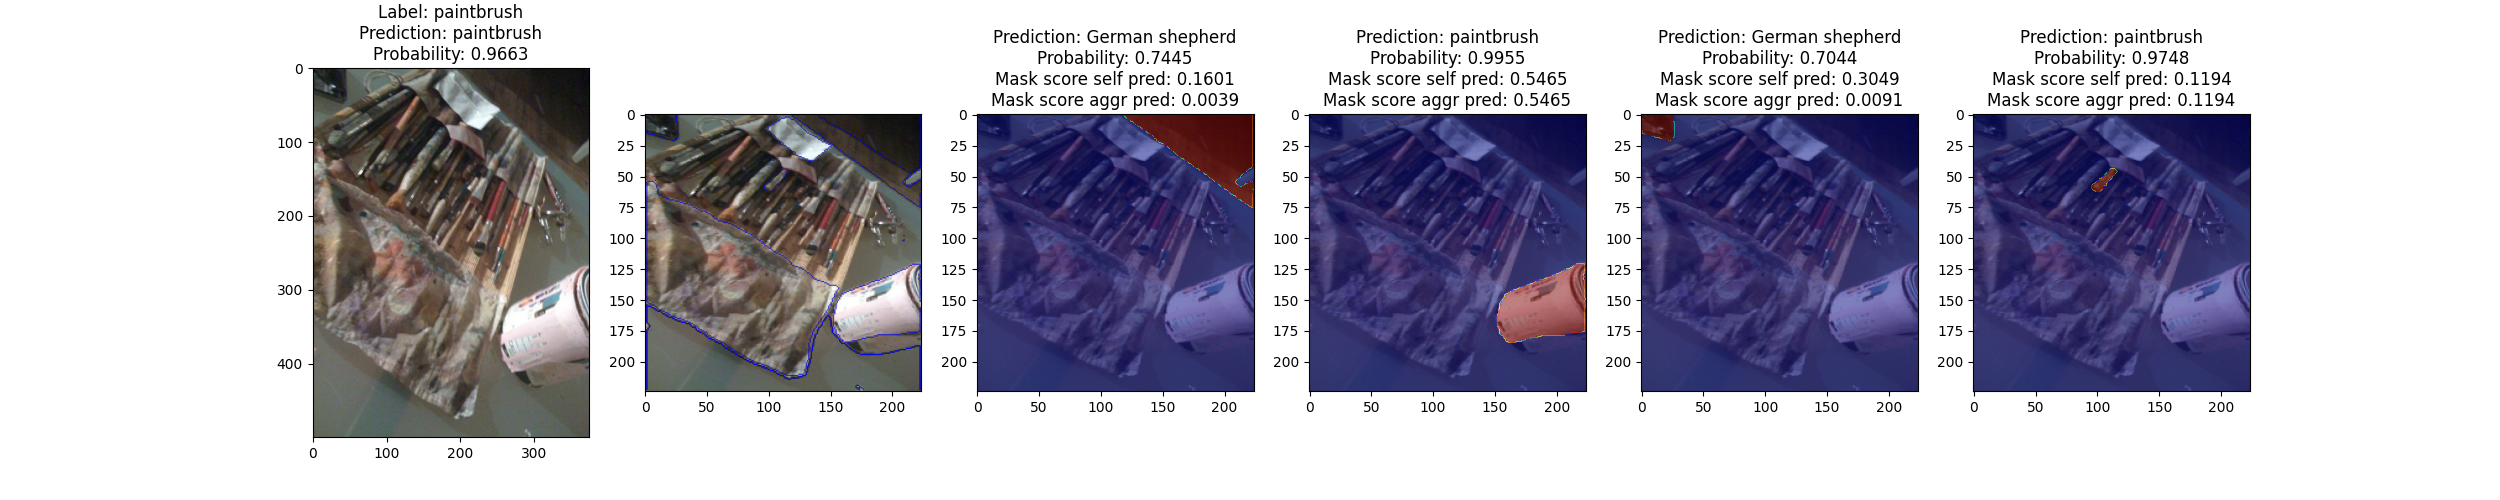 Label: paintbrush
Prediction: paintbrush
Probability: 0.9663
0
100
200
300
400
0 100 200 300
0
25
50
75
100
125
150
175
200
0 50 100 150 200
Prediction: German shepherd
Probability: 0.7445
Mask score self pred: 0.1601
Mask score aggr pred: 0.0039
0
25
50
75
100
125
150
175
200
0 50 100 150 200
Prediction: paintbrush
Probability: 0.9955
Mask score self pred: 0.5465
Mask score aggr pred: 0.5465
0
25
50
75
100
125
150
175
200
0 50 100 150 200
Prediction: German shepherd
Probability: 0.7044
Mask score self pred: 0.3049
Mask score aggr pred: 0.0091
0
25
50
75
100
125
150
175
200
0 50 100 150 200
Prediction: paintbrush
Probability: 0.9748
Mask score self pred: 0.1194
Mask score aggr pred: 0.1194
0
25
50
75
100
125
150
175
200
0 50 100 150 200